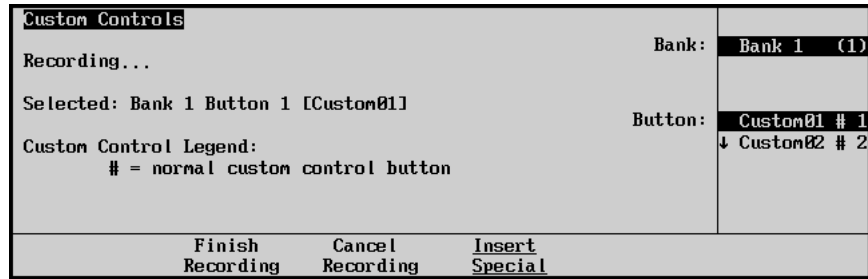 Custom Controls
Bank: Bank 1 (1)
Recording...
Selected: Bank 1 Button 1 [Custom01]
Button: Custom01 # 1
Custom Control Legend:
↓ Custom02 # 2
# = normal custom control button
Finish Recording
Cancel Recording
Insert Special